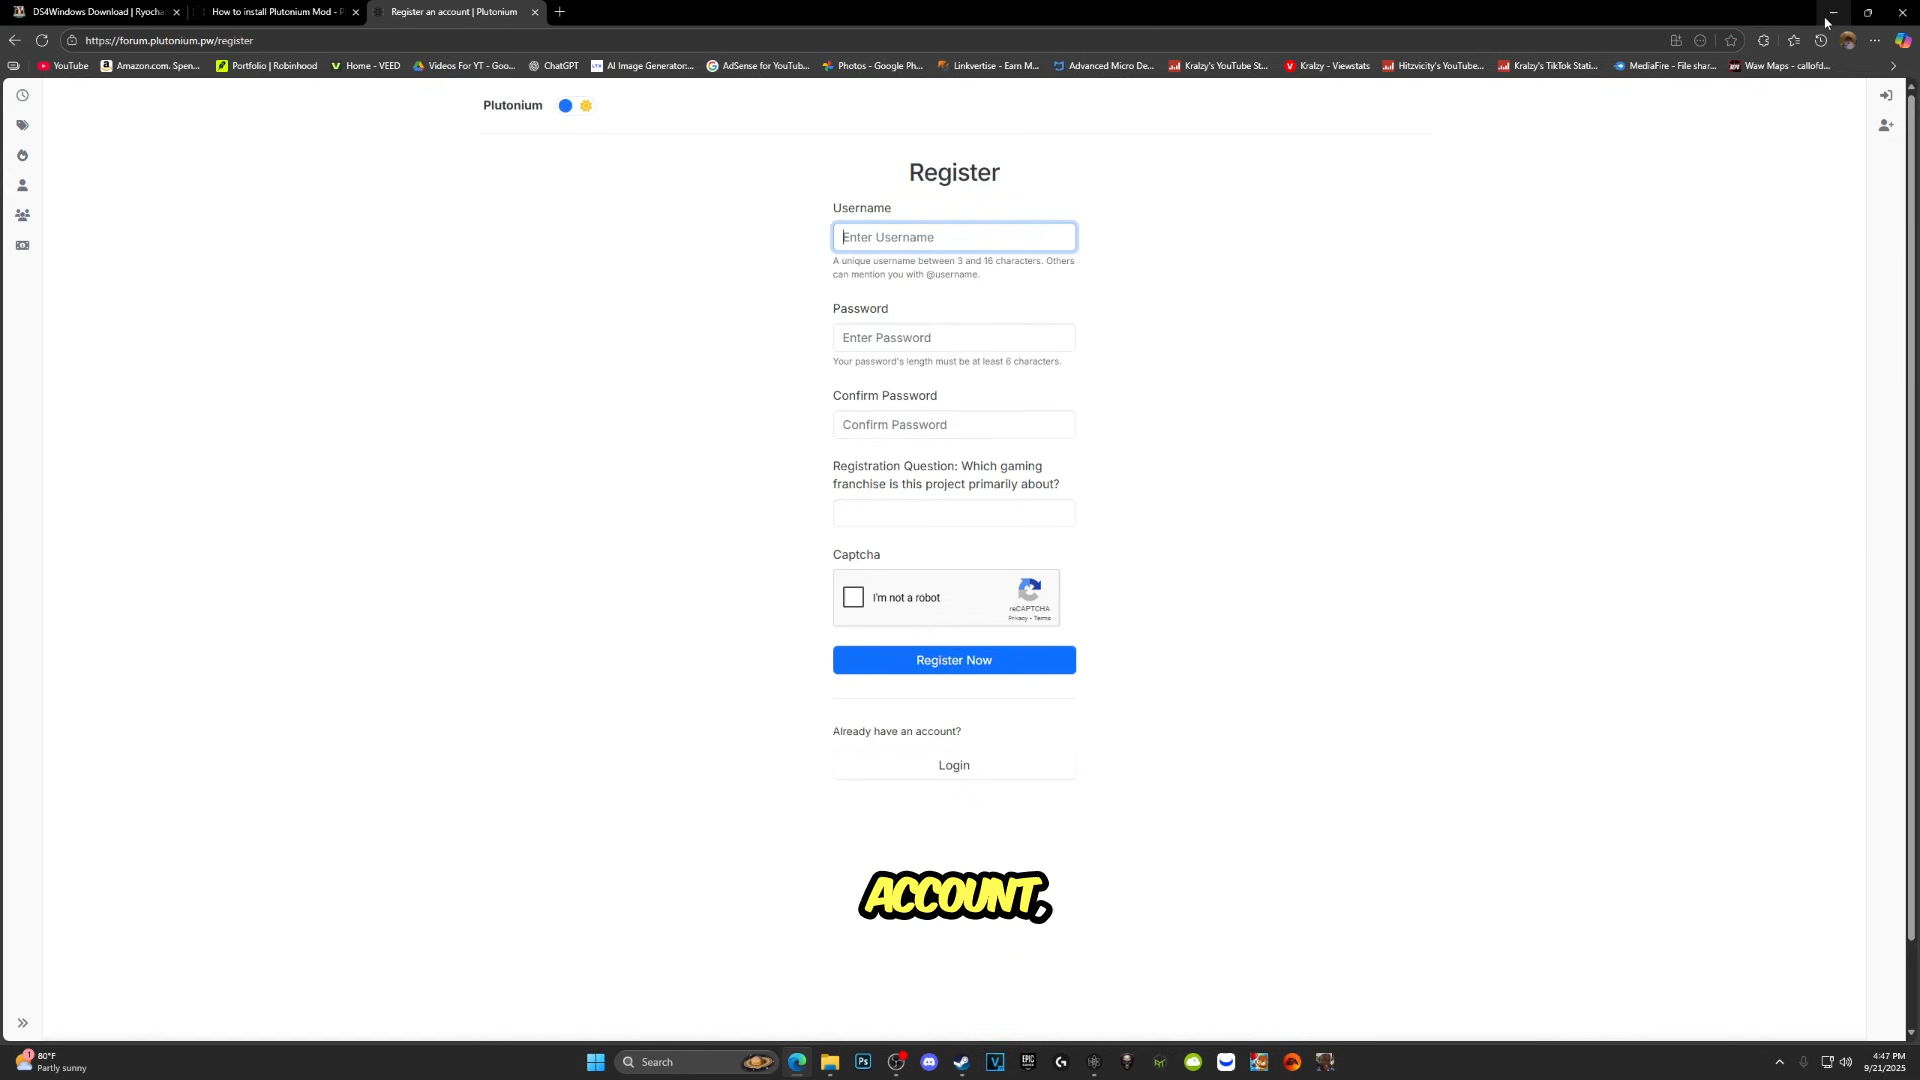 DS4Windows Download | Ryocha
How to install Plutonium Mod - P
Register an account | Plutonium
https://forum.plutonium.pw/register
YouTube
Amazon.com. Spen...
Portfolio | Robinhood
Home - VEED
Videos For YT - Goo...
ChatGPT
AI Image Generator:...
AdSense for YouTub...
Photos - Google Ph...
Linkvertise - Earn M...
Advanced Micro De...
Kralzy's YouTube St...
Kralzy - Viewstats
Hitzvicity's YouTube...
Kralzy's TikTok Stati...
MediaFire - File shar...
Waw Maps - callofd...
Plutonium
Register
Username
Enter Username
A unique username between 3 and 16 characters. Others
can mention you with @username.
Password
Enter Password
Your password's length must be at least 6 characters.
Confirm Password
Confirm Password
Registration Question: Which gaming
franchise is this project primarily about?
Captcha
I'm not a robot
reCAPTCHA
Privacy - Terms
Register Now
Already have an account?
Login
ACCOUNT,
80°F
Partly sunny
Search
4:47 PM
9/21/2025